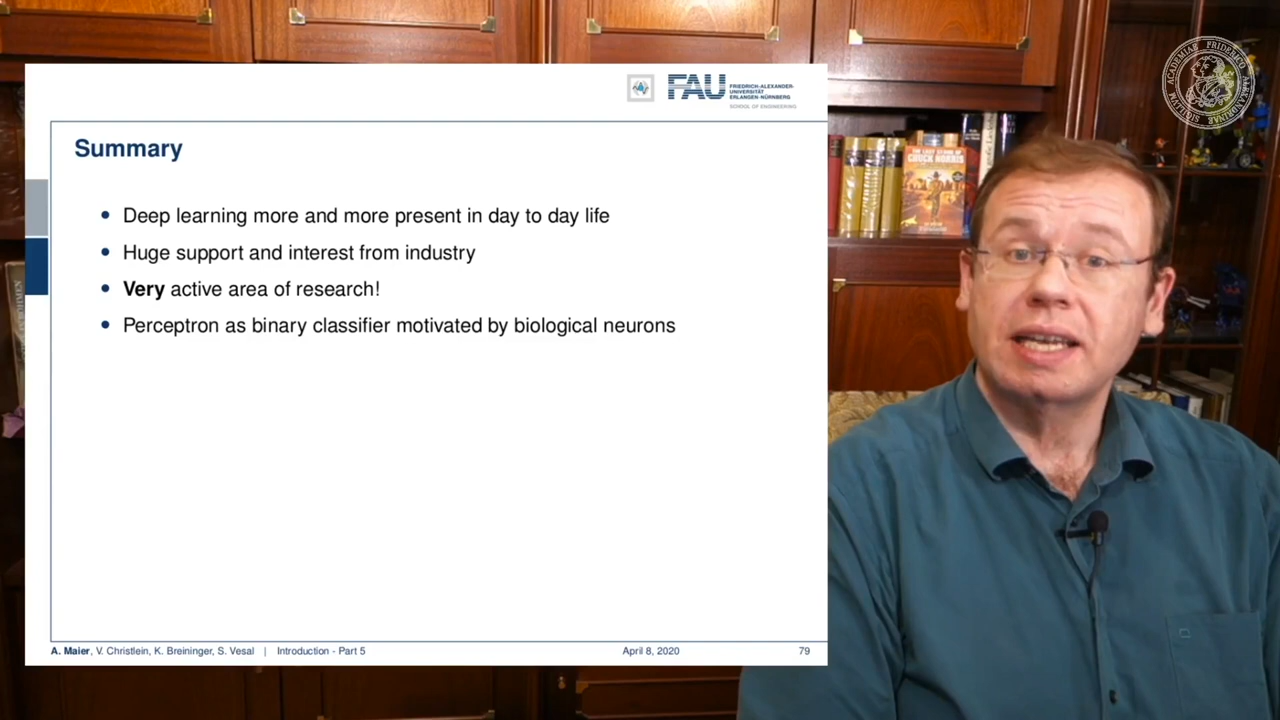 FAU
FRIEDRICH-ALEXANDER-
UNIVERSITÄT
ERLANGEN-NÜRNBERG
SCHOOL OF ENGINEERING
Summary
Deep learning more and more present in day to day life
Huge support and interest from industry
Very active area of research!
Perceptron as binary classifier motivated by biological neurons
A. Maier, V. Christlein, K. Breininger, S. Vesal | Introduction - Part 5 April 8, 2020 79
CHUCK NORRIS